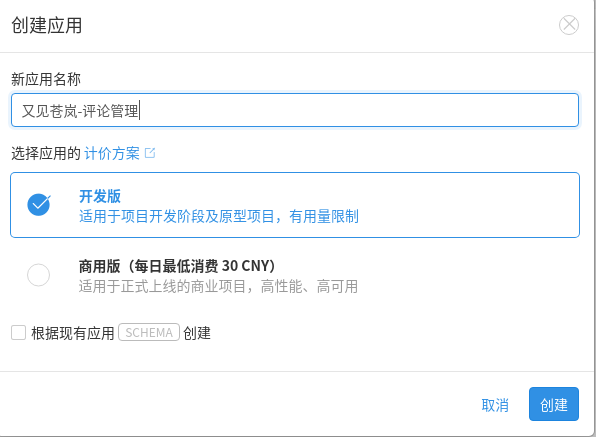 创建应用
新应用名称
又见苍岚-评论管理
选择应用的 计价方案
开发版
适用于项目开发阶段及原型项目，有用量限制
商用版（每日最低消费 30 CNY）
适用于正式上线的商业项目，高性能、高可用
根据现有应用 SCHEMA 创建
取消 创建